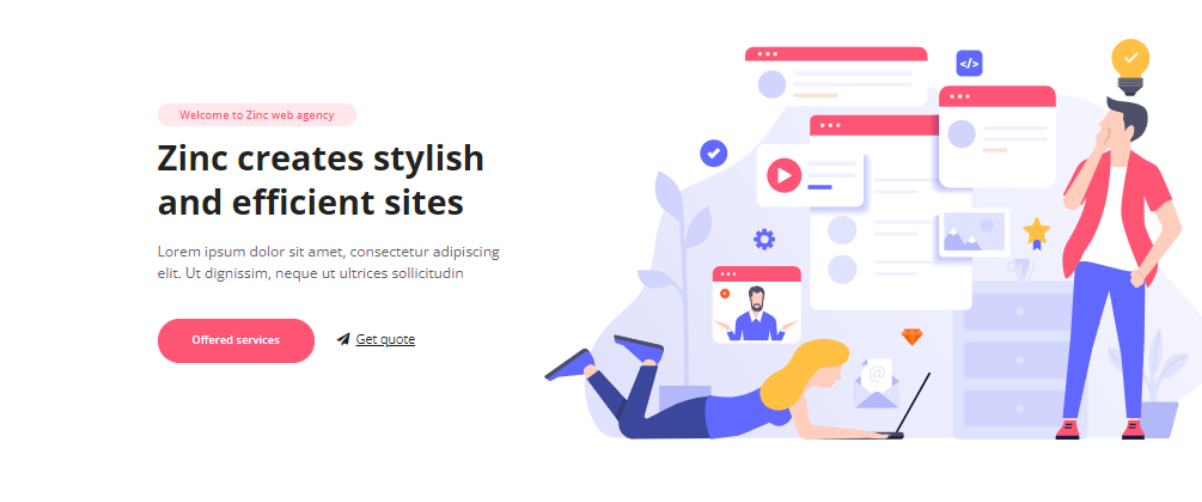 Welcome to Zinc web agency
Zinc creates stylish
and efficient sites
Lorem ipsum dolor sit amet, consectetur adipiscing
elit. Ut dignissim, neque ut ultrices sollicitudin
Offered services
Get quote
</>
@